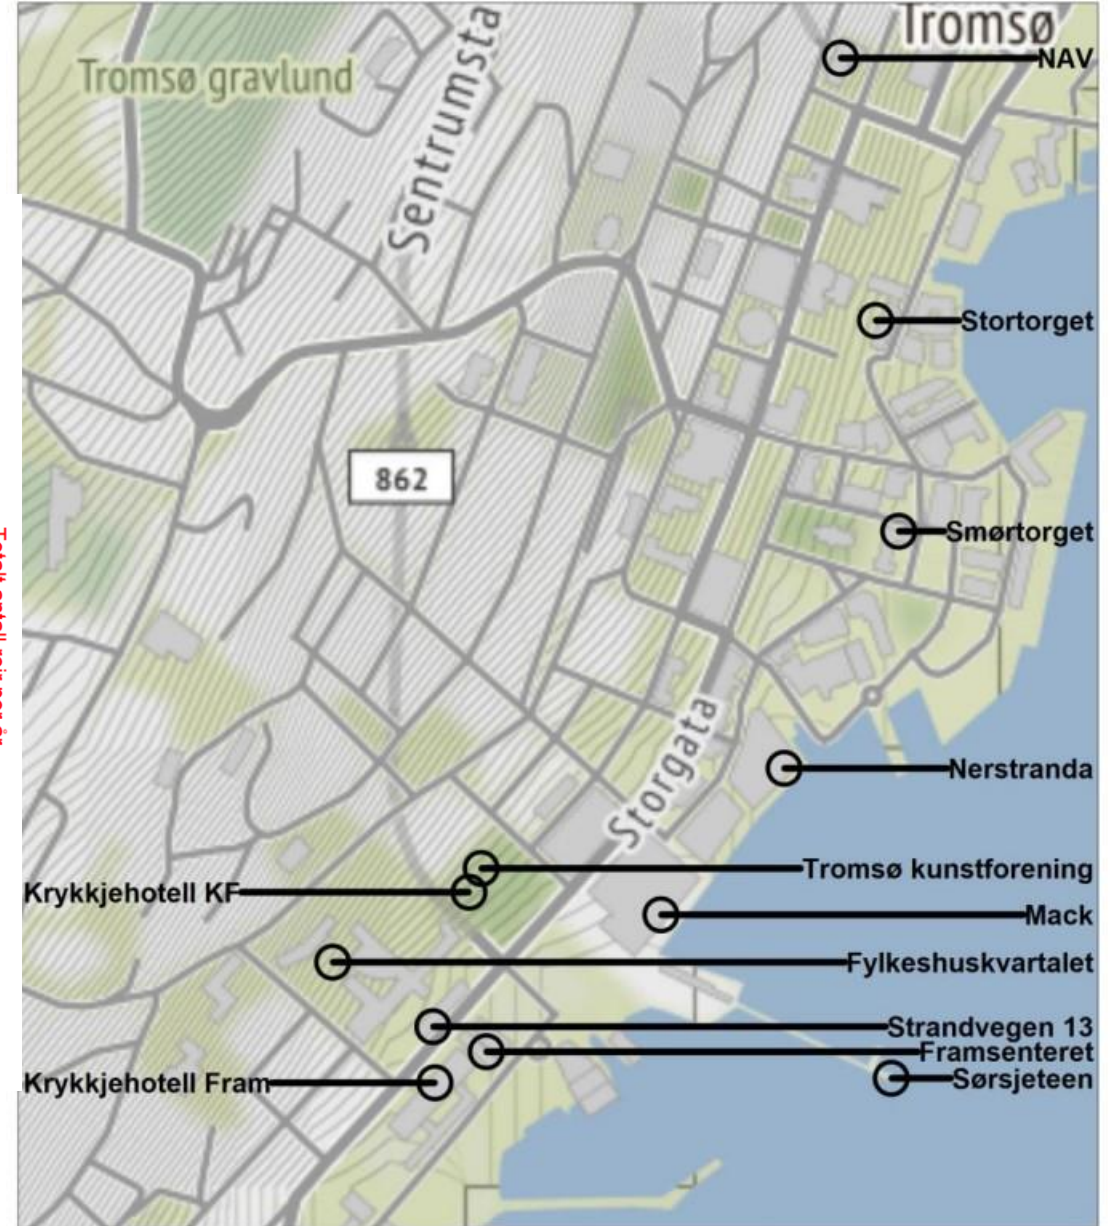 Tromsø
NAV
Tromsø gravlund
Sentrumsta
Stortorget
862
Smørtorget
Storgata
Nerstranda
Tromsø kunstforening
Krykkjehotell KF
Mack
Fylkeshuskvartalet
Strandvegen 13
Framsenteret
Krykkjehotell Fram
Sørsjeteen